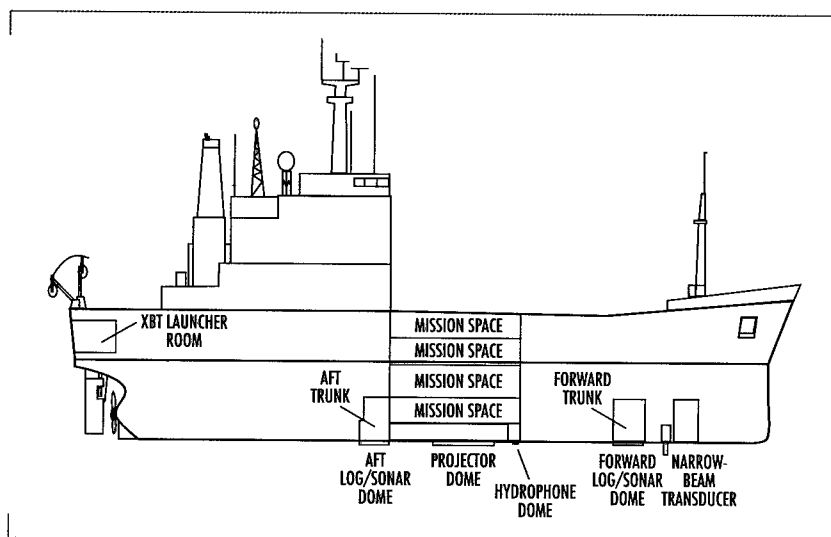 XBT LAUNCHER
ROOM
MISSION SPACE
MISSION SPACE
MISSION SPACE
MISSION SPACE
AFT
TRUNK
FORWARD
TRUNK
AFT
LOG/SONAR
DOME
PROJECTOR
DOME
HYDROPHONE
DOME
FORWARD
LOG/SONAR
DOME
NARROW-
BEAM
TRANSDUCER